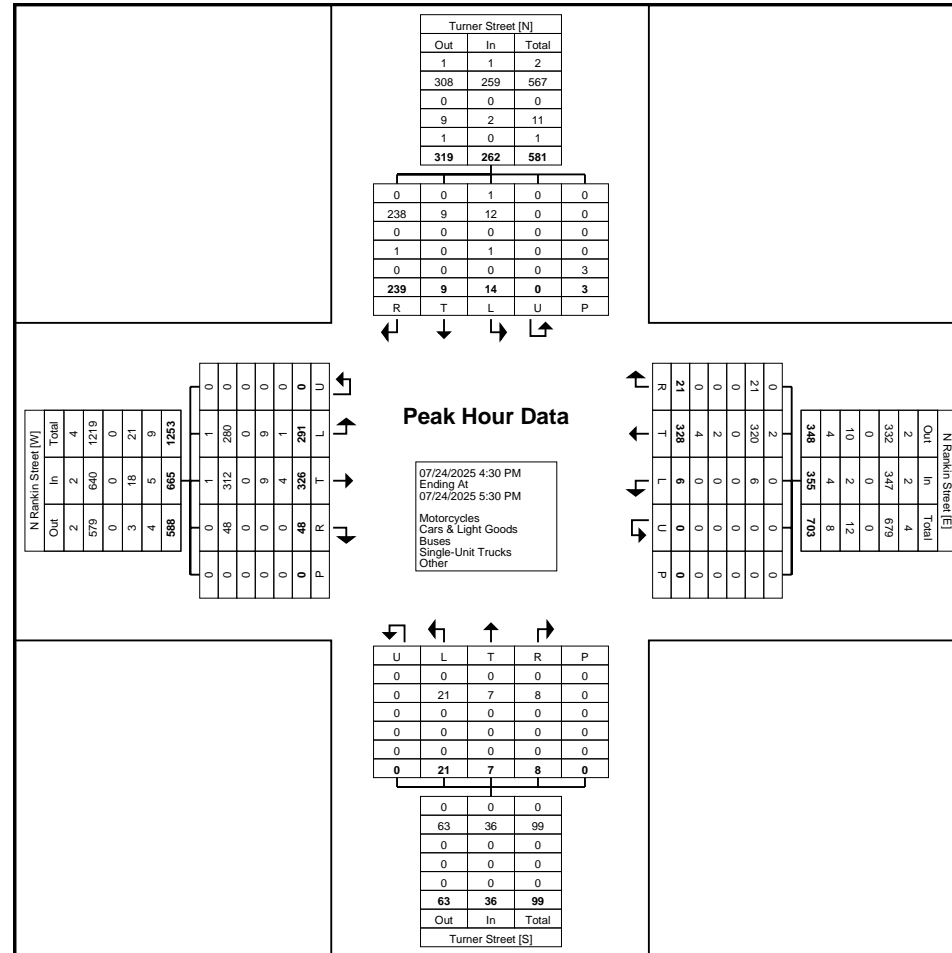 Turner Street [N]
Out In Total
1 1 2
308 259 567
0 0 0
9 2 11
1 0 1
319 262 581
0 0 1 0 0
238 9 12 0 0
0 0 0 0 0
1 0 1 0 0
0 0 0 0 3
239 9 14 0 3
R T L U P
N Rankin Street [W]
Total 4 1219 0 21 9 1253
In 2 640 0 18 5 665
Out 2 579 0 3 4 588
0 0 0 0 0 0 U
1 280 0 9 1 291 L
1 312 0 9 4 326 T
0 48 0 0 0 48 R
0 0 0 0 0 0 P
Peak Hour Data
07/24/2025 4:30 PM
Ending At
07/24/2025 5:30 PM
Motorcycles
Cars & Light Goods
Buses
Single-Unit Trucks
Other
R 21 0 0 0 21 0
T 328 4 2 0 320 2
L 6 0 0 0 6 0
U 0 0 0 0 0 0
P 0 0 0 0 0 0
348 4 10 0 332 2 Out
355 4 2 0 347 2 In
703 8 12 0 679 4 Total
N Rankin Street [E]
U L T R P
0 0 0 0 0
0 21 7 8 0
0 0 0 0 0
0 0 0 0 0
0 0 0 0 0
0 21 7 8 0
0 0 0
63 36 99
0 0 0
0 0 0
0 0 0
63 36 99
Out In Total
Turner Street [S]